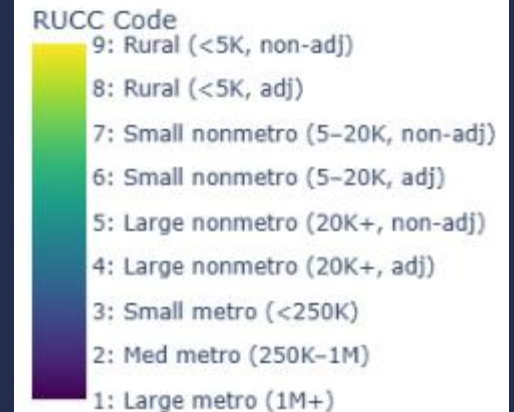 RUCC Code
9: Rural (<5K, non-adj)
8: Rural (<5K, adj)
7: Small nonmetro (5–20K, non-adj)
6: Small nonmetro (5–20K, adj)
5: Large nonmetro (20K+, non-adj)
4: Large nonmetro (20K+, adj)
3: Small metro (<250K)
2: Med metro (250K–1M)
1: Large metro (1M+)